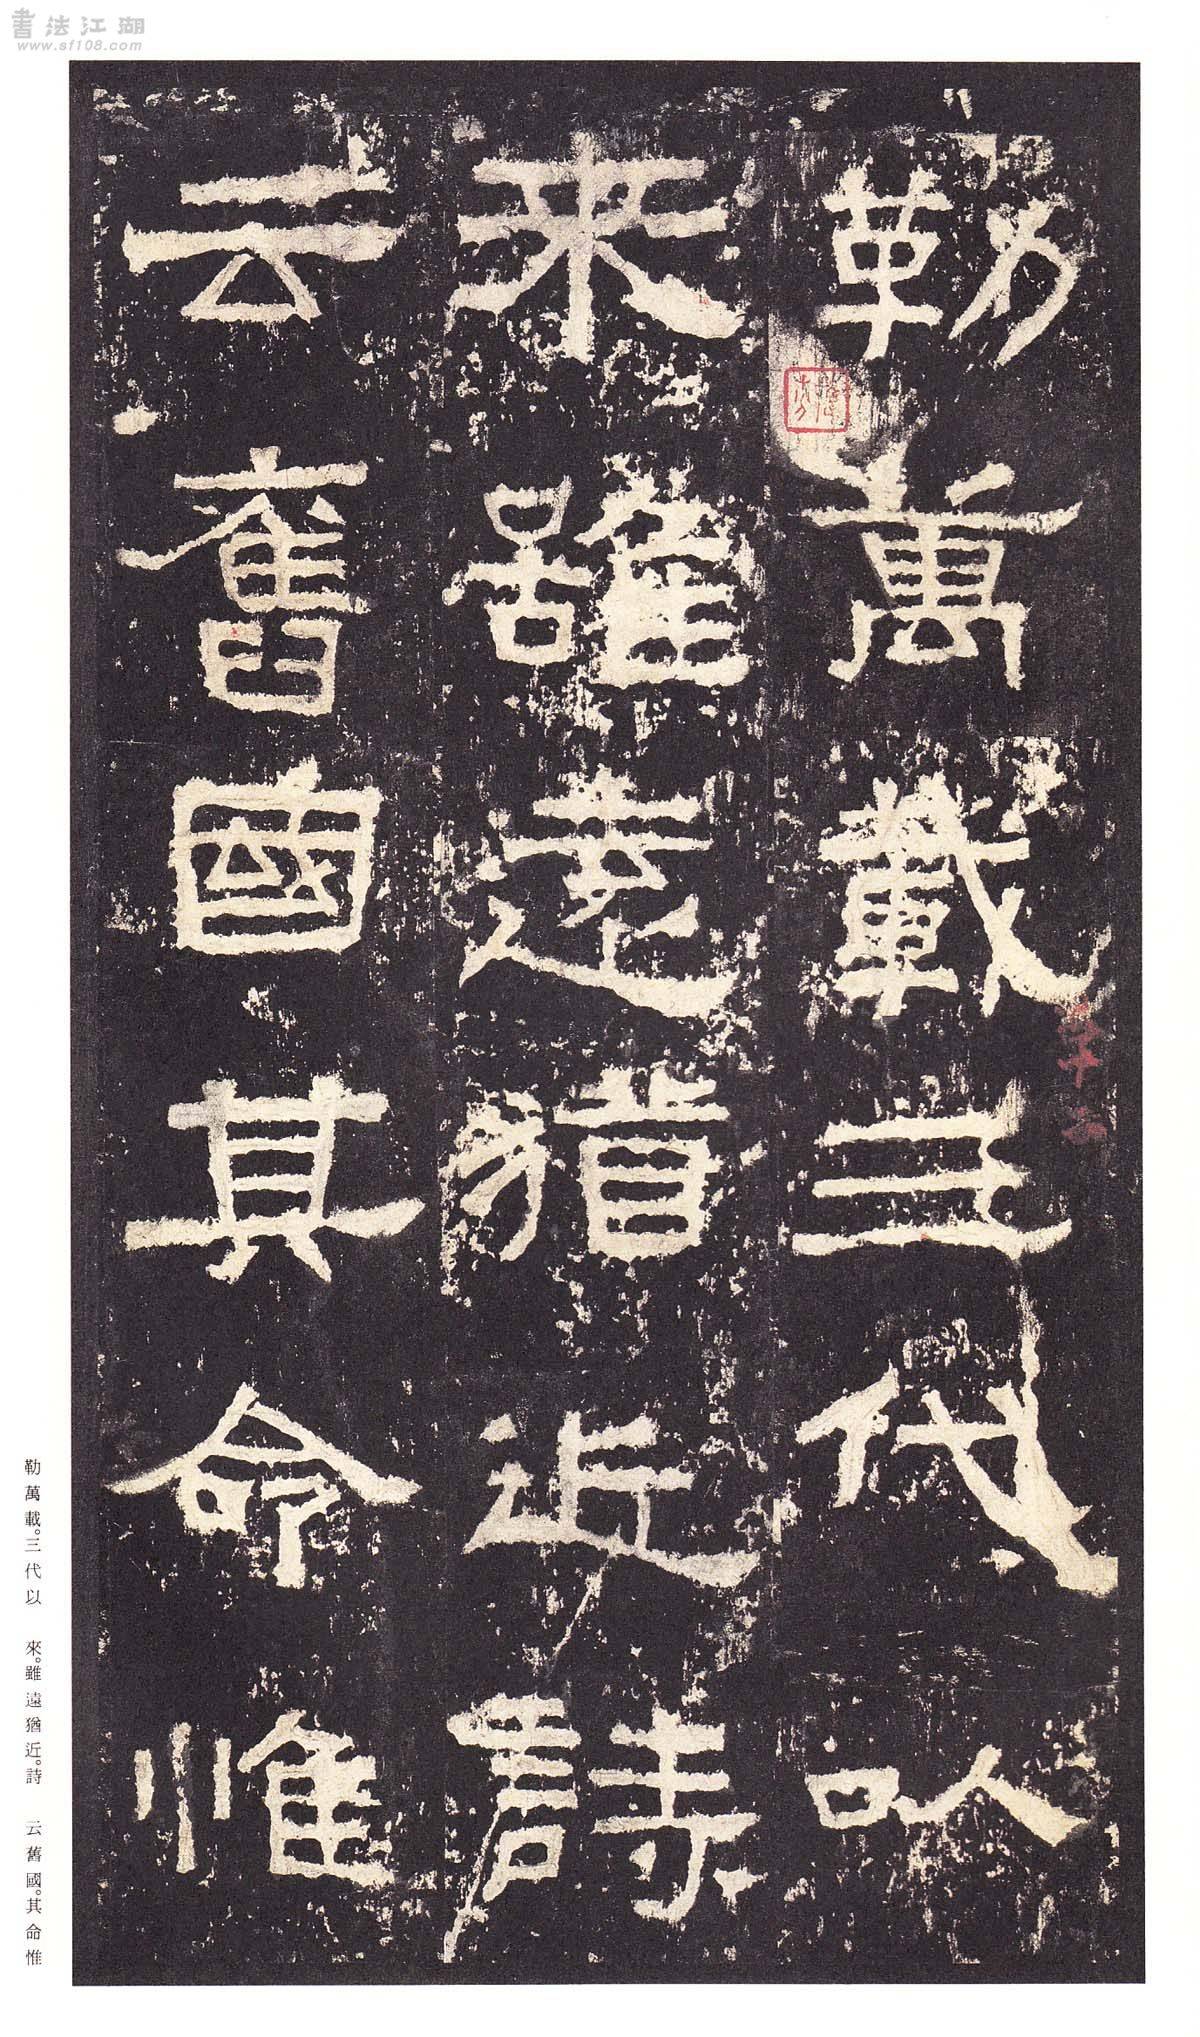 書法江湖
www.sf108.com
勒萬載三代以
來雖遠猶近詩
云舊國其命惟
勒萬載。三代以 來。雖遠猶近。詩 云舊國。其命惟